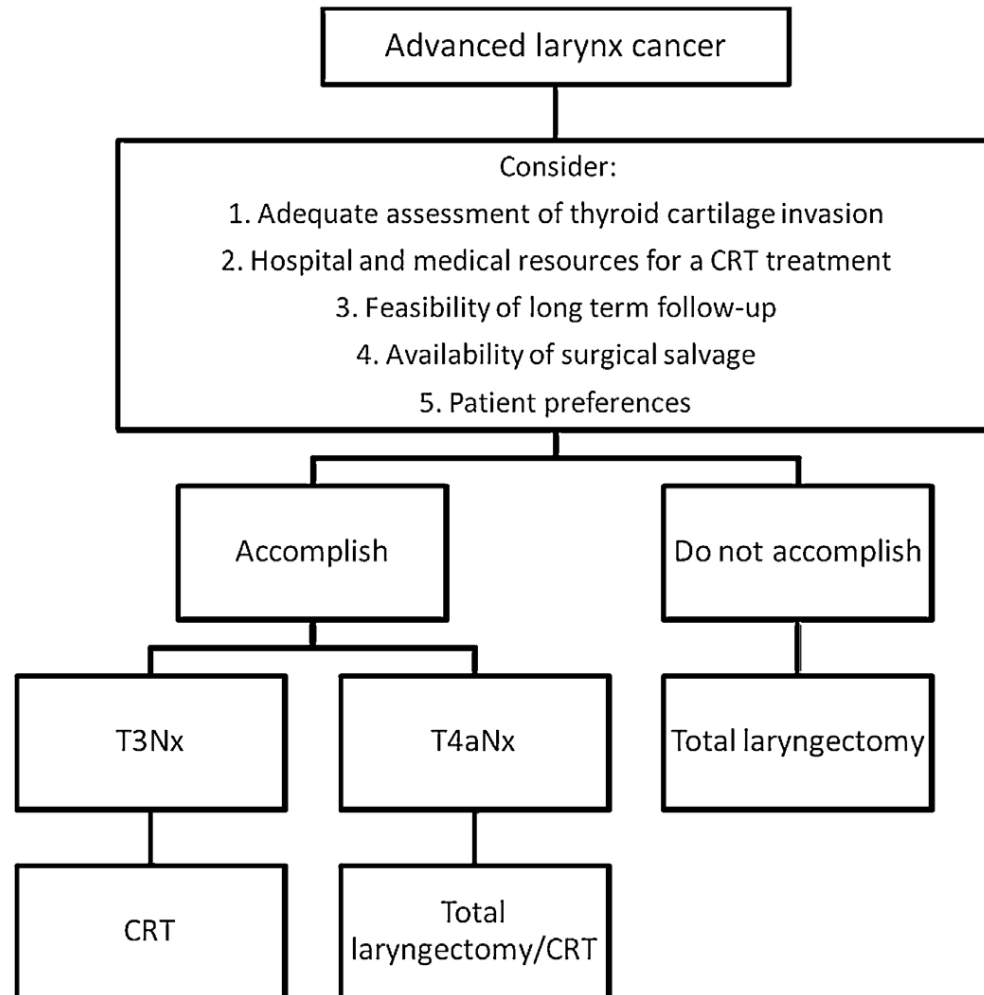 Advanced larynx cancer
Consider:
1. Adequate assessment of thyroid cartilage invasion
2. Hospital and medical resources for a CRT treatment
3. Feasibility of long term follow-up
4. Availability of surgical salvage
5. Patient preferences
Accomplish
Do not accomplish
T3Nx
T4aNx
Total laryngectomy
CRT
Total
laryngectomy/CRT